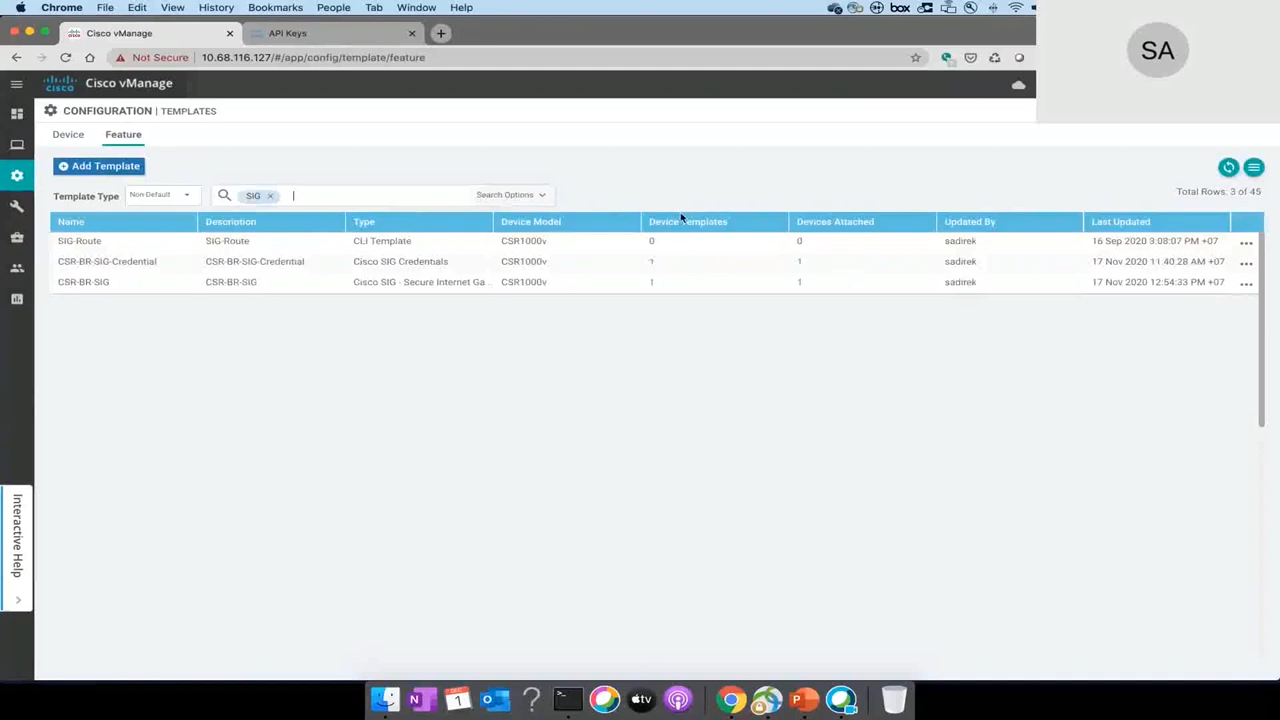 Chrome File Edit View History Bookmarks People Tab Window Help
box
Cisco vManage
API Keys
Not Secure 10.68.116.127/#/app/config/template/feature
SA
CISCO
Cisco vManage
CONFIGURATION | TEMPLATES
Device Feature
Add Template
Template Type Non-Default SIG Search Options
Total Rows: 3 of 45
Name Description Type Device Model Device Templates Devices Attached Updated By Last Updated
SIG-Route SIG-Route CLI Template CSR1000v 0 0 sadirek 16 Sep 2020 3:08:07 PM +07
CSR-BR-SIG-Credential CSR-BR-SIG-Credential Cisco SIG Credentials CSR1000v 1 1 sadirek 17 Nov 2020 11:40:28 AM +07
CSR-BR-SIG CSR-BR-SIG Cisco SIG - Secure Internet Ga... CSR1000v 1 1 sadirek 17 Nov 2020 12:54:33 PM +07
Interactive Help
1
tv